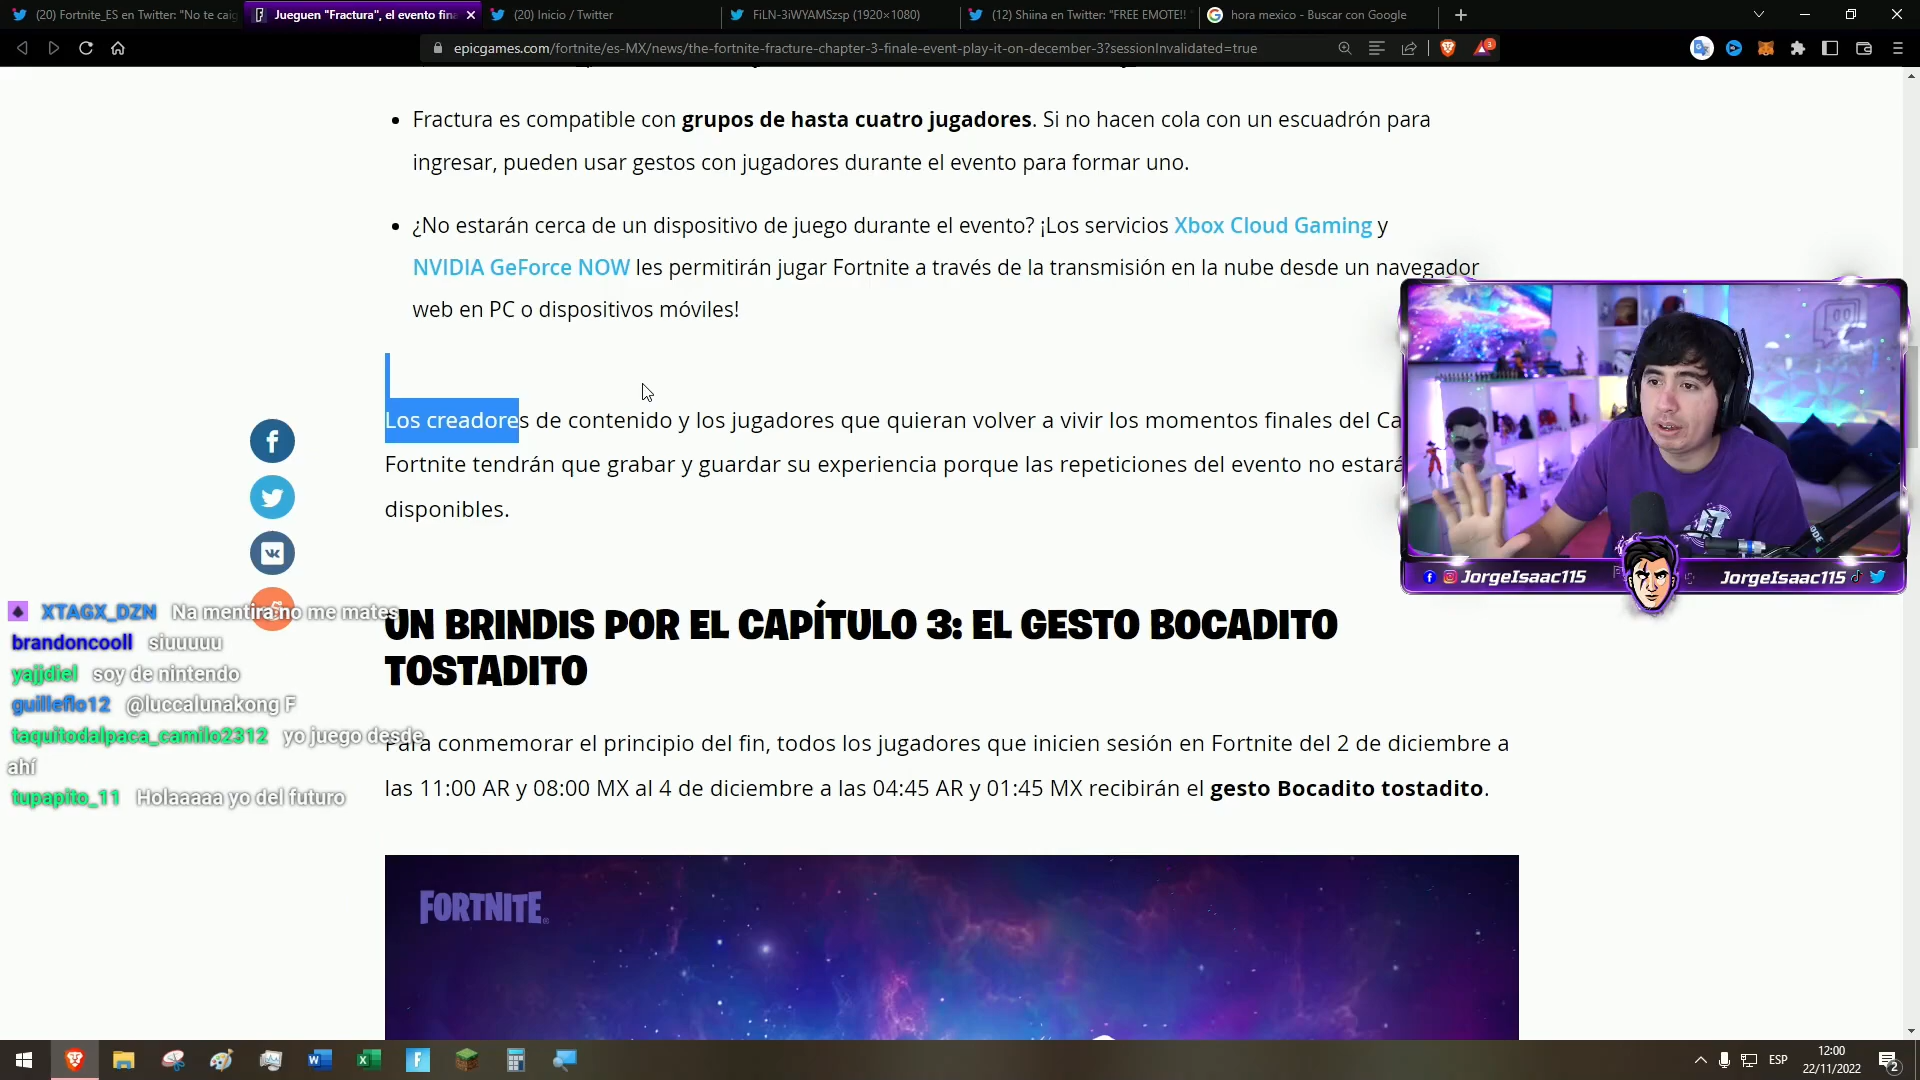 (20) Fortnite_ES en Twitter: "No te caig
Jueguen "Fractura", el evento fina
(20) Inicio / Twitter
FiLN-3iWYAMSzsp (1920×1080)
(12) Shiina en Twitter: "FREE EMOTE!!
hora mexico - Buscar con Google
epicgames.com/fortnite/es-MX/news/the-fortnite-fracture-chapter-3-finale-event-play-it-on-december-3?sessionInvalidated=true
Fractura es compatible con grupos de hasta cuatro jugadores. Si no hacen cola con un escuadrón para
ingresar, pueden usar gestos con jugadores durante el evento para formar uno.
¿No estarán cerca de un dispositivo de juego durante el evento? ¡Los servicios Xbox Cloud Gaming y
NVIDIA GeForce NOW les permitirán jugar Fortnite a través de la transmisión en la nube desde un navegador
web en PC o dispositivos móviles!
Los creadores de contenido y los jugadores que quieran volver a vivir los momentos finales del Ca
Fortnite tendrán que grabar y guardar su experiencia porque las repeticiones del evento no estará
disponibles.
JorgeIsaac115
JorgeIsaac115
UN BRINDIS POR EL CAPÍTULO 3: EL GESTO BOCADITO
TOSTADITO
XTAGX_DZN Na mentira no me mates
brandoncooll siuuuuu
yajjdiel soy de nintendo
guilleflo12 @luccalunakong F
taquitodalpaca_camilo2312 yo juego desde
ahí
tupapito_11 Holaaaaa yo del futuro
Para conmemorar el principio del fin, todos los jugadores que inicien sesión en Fortnite del 2 de diciembre a
las 11:00 AR y 08:00 MX al 4 de diciembre a las 04:45 AR y 01:45 MX recibirán el gesto Bocadito tostadito.
FORTNITE
ESP
12:00
22/11/2022
2